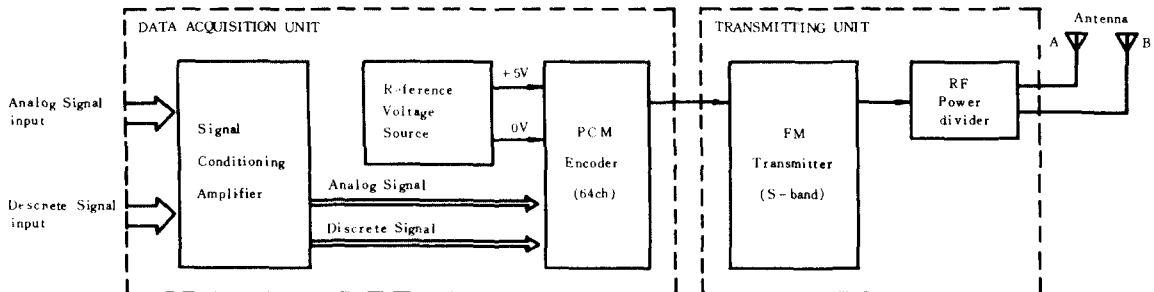 DATA ACQUISITION UNIT
TRANSMITTING UNIT
Antenna
A
B
Analog Signal
input
Discrete Signal
input
Signal
Conditioning
Amplifier
Reference
Voltage
Source
+5V
0V
Analog Signal
Discrete Signal
PCM
Encoder
(64ch)
FM
Transmitter
(S-band)
RF
Power
divider